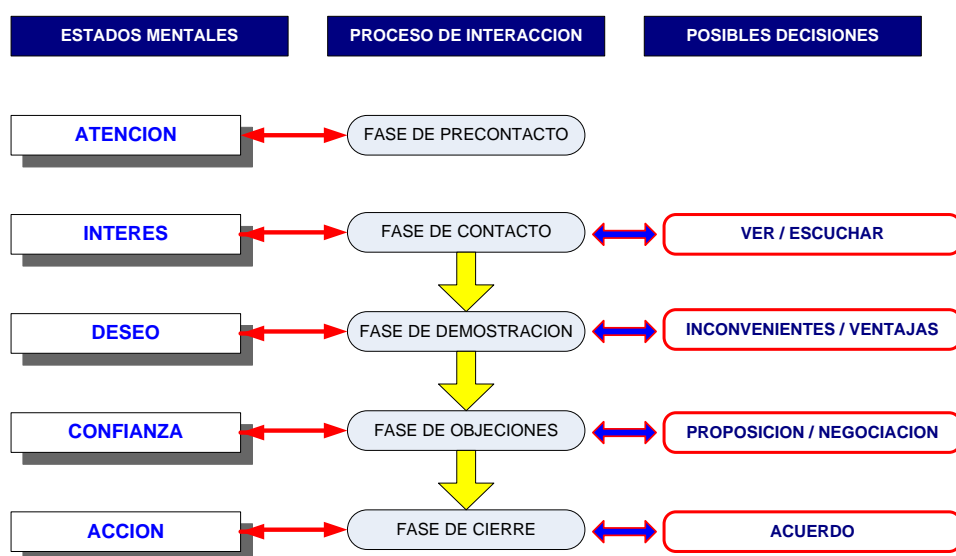 ESTADOS MENTALES
PROCESO DE INTERACCION
POSIBLES DECISIONES
ATENCION
FASE DE PRECONTACTO
INTERES
FASE DE CONTACTO
VER / ESCUCHAR
DESEO
FASE DE DEMOSTRACION
INCONVENIENTES / VENTAJAS
CONFIANZA
FASE DE OBJECIONES
PROPOSICION / NEGOCIACION
ACCION
FASE DE CIERRE
ACUERDO